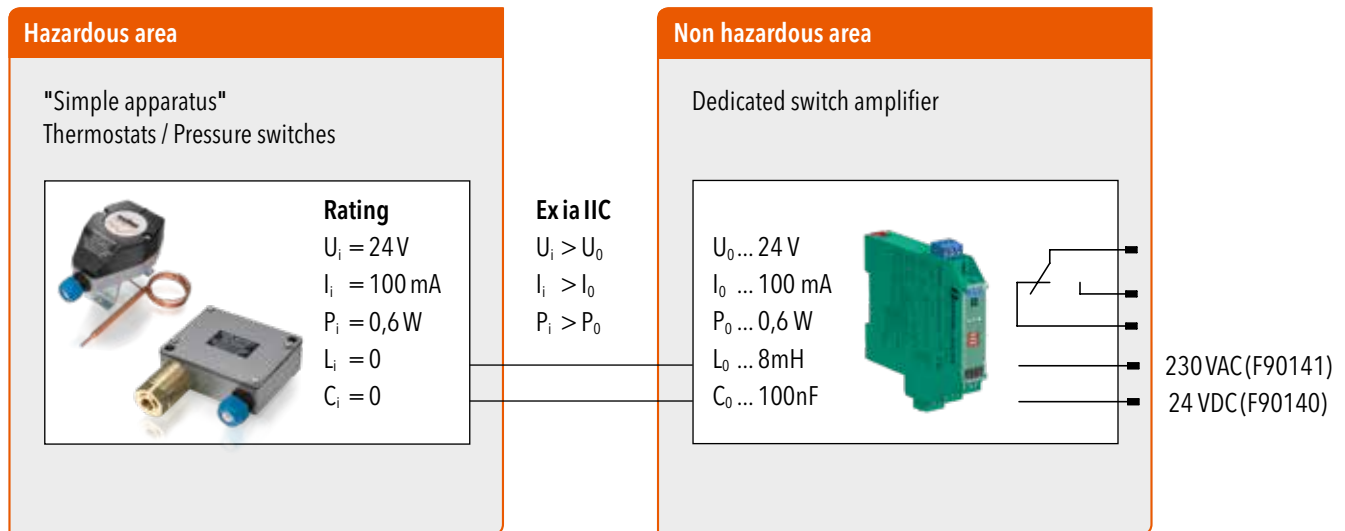 Hazardous area
"Simple apparatus"
Thermostats / Pressure switches
Rating
Uᵢ = 24 V
Iᵢ = 100 mA
Pᵢ = 0,6 W
Lᵢ = 0
Cᵢ = 0
Ex ia IIC
Uᵢ > U₀
Iᵢ > I₀
Pᵢ > P₀
Non hazardous area
Dedicated switch amplifier
U₀ ... 24 V
I₀ ... 100 mA
P₀ ... 0,6 W
L₀ ... 8mH
C₀ ... 100nF
230 VAC (F90141)
24 VDC (F90140)